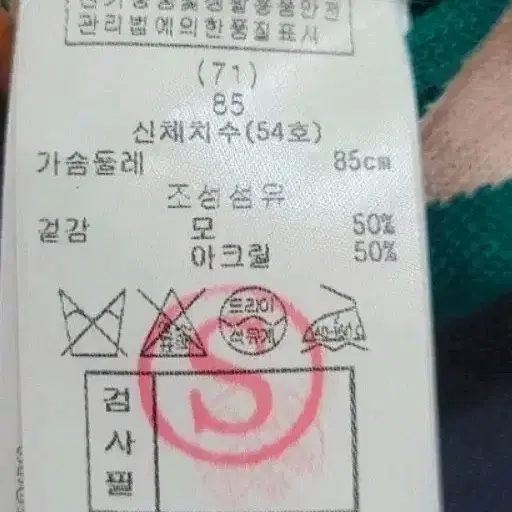 관리법에의한품질표시
(71)
85
신체치수(54호)
가슴둘레 85cm
조성섬유
겉감 모 50%
아크릴 50%
드라이
석유계
S
검사필